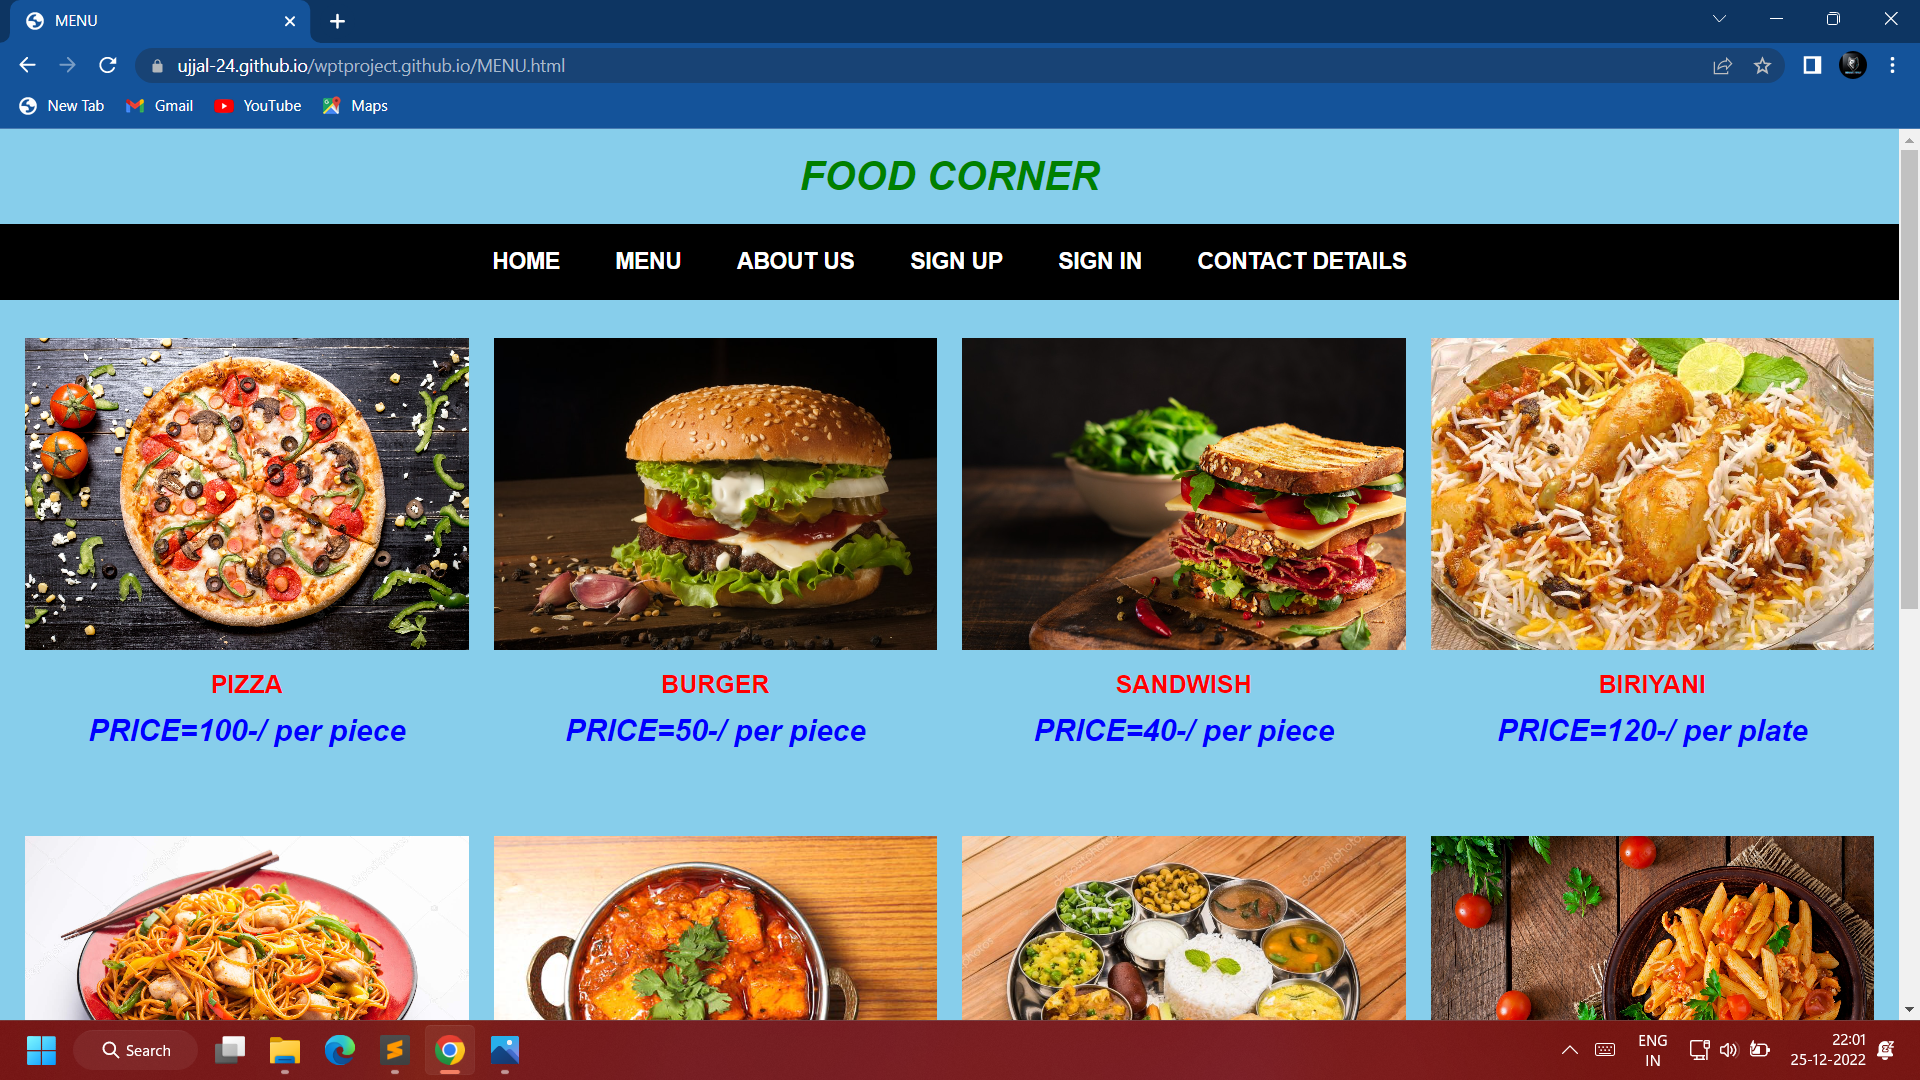 MENU
ujjal-24.github.io/wptproject.github.io/MENU.html
New Tab Gmail YouTube Maps
FOOD CORNER
HOME MENU ABOUT US SIGN UP SIGN IN CONTACT DETAILS
PIZZA BURGER SANDWISH BIRIYANI
PRICE=100-/ per piece PRICE=50-/ per piece PRICE=40-/ per piece PRICE=120-/ per plate
Search
ENG
IN
22:01
25-12-2022